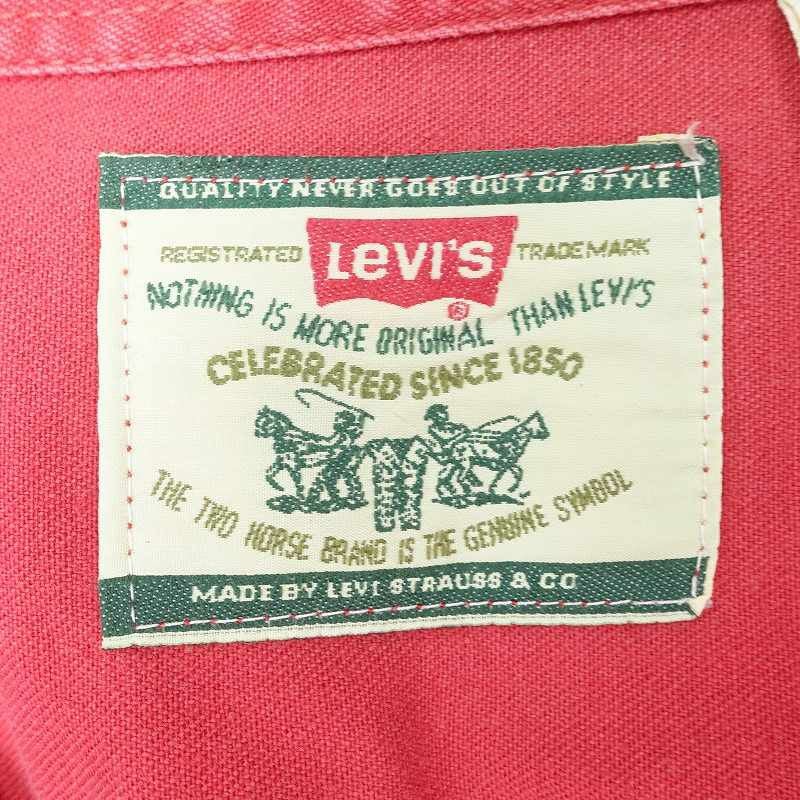 QUALITY NEVER GOES OUT OF STYLE
REGISTRATED LEVI'S TRADEMARK
®
NOTHING IS MORE ORIGINAL THAN LEVI'S
CELEBRATED SINCE 1850
THE TWO HORSE BRAND IS THE GENUINE SYMBOL
MADE BY LEVI STRAUSS & CO